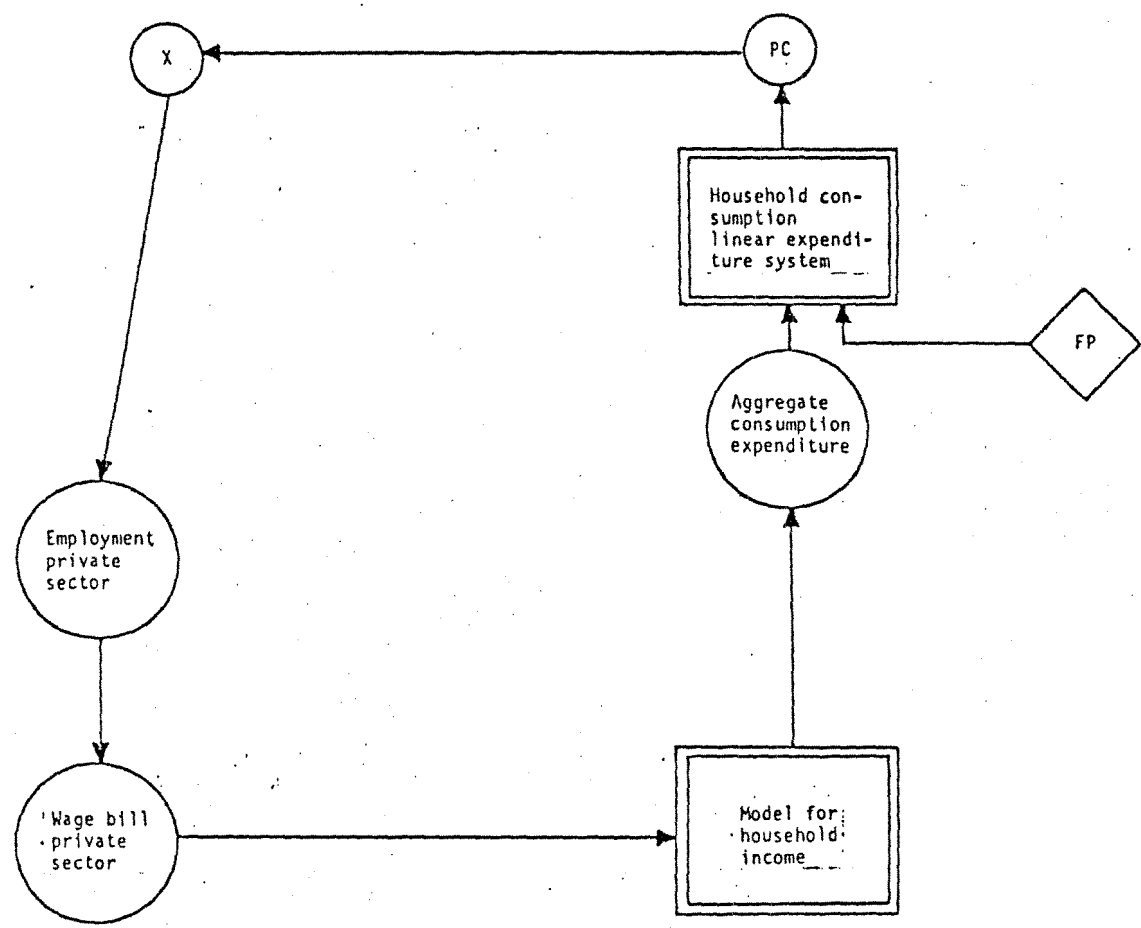 X
PC
Household con-
sumption
linear expendi-
ture system
FP
Aggregate
consumption
expenditure
Employment
private
sector
Wage bill
private
sector
Model for
household
income